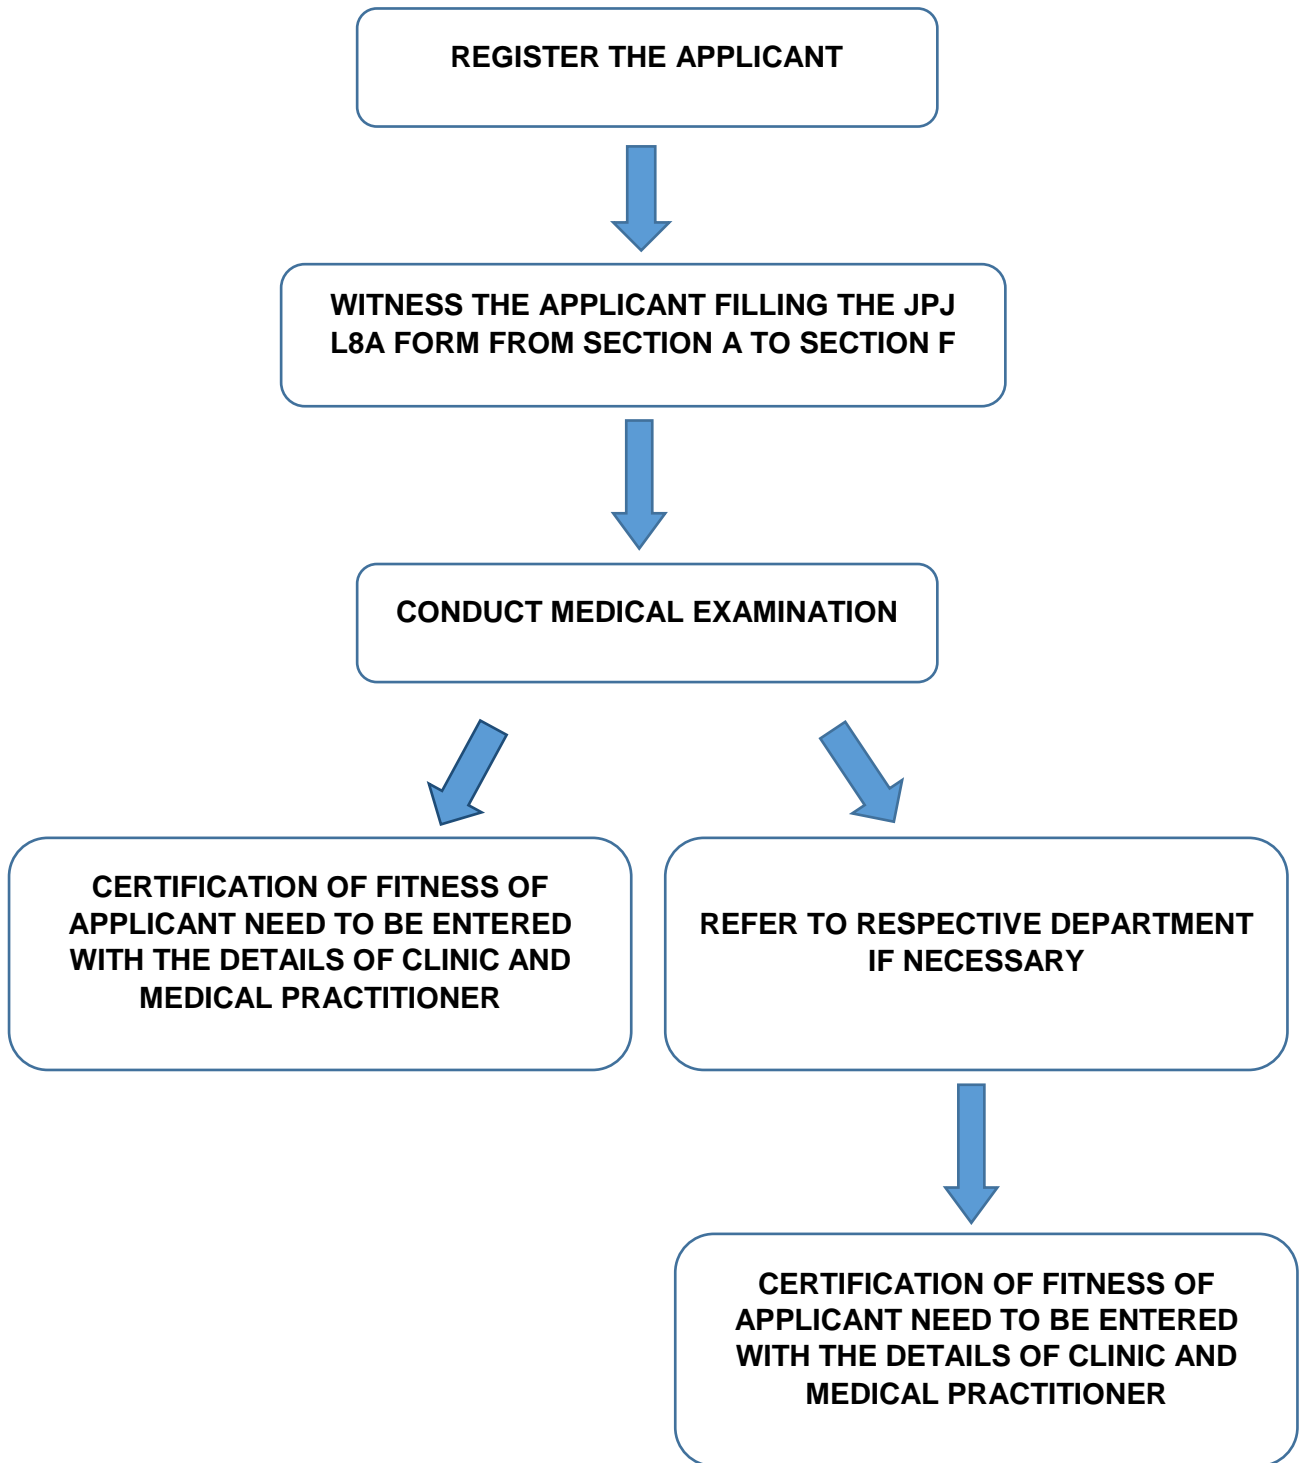 REGISTER THE APPLICANT
WITNESS THE APPLICANT FILLING THE JPJ
L8A FORM FROM SECTION A TO SECTION F
CONDUCT MEDICAL EXAMINATION
CERTIFICATION OF FITNESS OF
APPLICANT NEED TO BE ENTERED
WITH THE DETAILS OF CLINIC AND
MEDICAL PRACTITIONER
REFER TO RESPECTIVE DEPARTMENT
IF NECESSARY
CERTIFICATION OF FITNESS OF
APPLICANT NEED TO BE ENTERED
WITH THE DETAILS OF CLINIC AND
MEDICAL PRACTITIONER